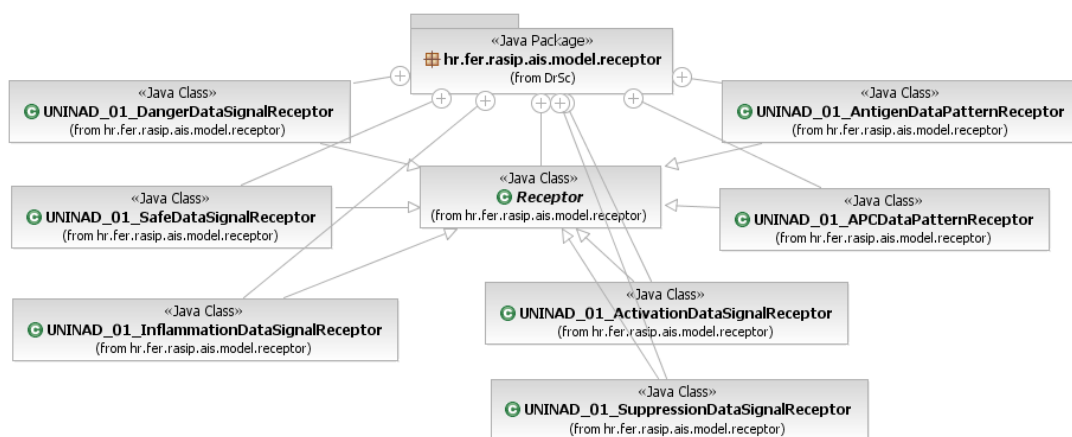 «Java Package»
hr.fer.rasip.ais.model.receptor
(from DrSc)
«Java Class»
UNINAD_01_DangerDataSignalReceptor
(from hr.fer.rasip.ais.model.receptor)
«Java Class»
UNINAD_01_AntigenDataPatternReceptor
(from hr.fer.rasip.ais.model.receptor)
«Java Class»
Receptor
(from hr.fer.rasip.ais.model.receptor)
«Java Class»
UNINAD_01_SafeDataSignalReceptor
(from hr.fer.rasip.ais.model.receptor)
«Java Class»
UNINAD_01_APCDataPatternReceptor
(from hr.fer.rasip.ais.model.receptor)
«Java Class»
UNINAD_01_InflammationDataSignalReceptor
(from hr.fer.rasip.ais.model.receptor)
«Java Class»
UNINAD_01_ActivationDataSignalReceptor
(from hr.fer.rasip.ais.model.receptor)
«Java Class»
UNINAD_01_SuppressionDataSignalReceptor
(from hr.fer.rasip.ais.model.receptor)